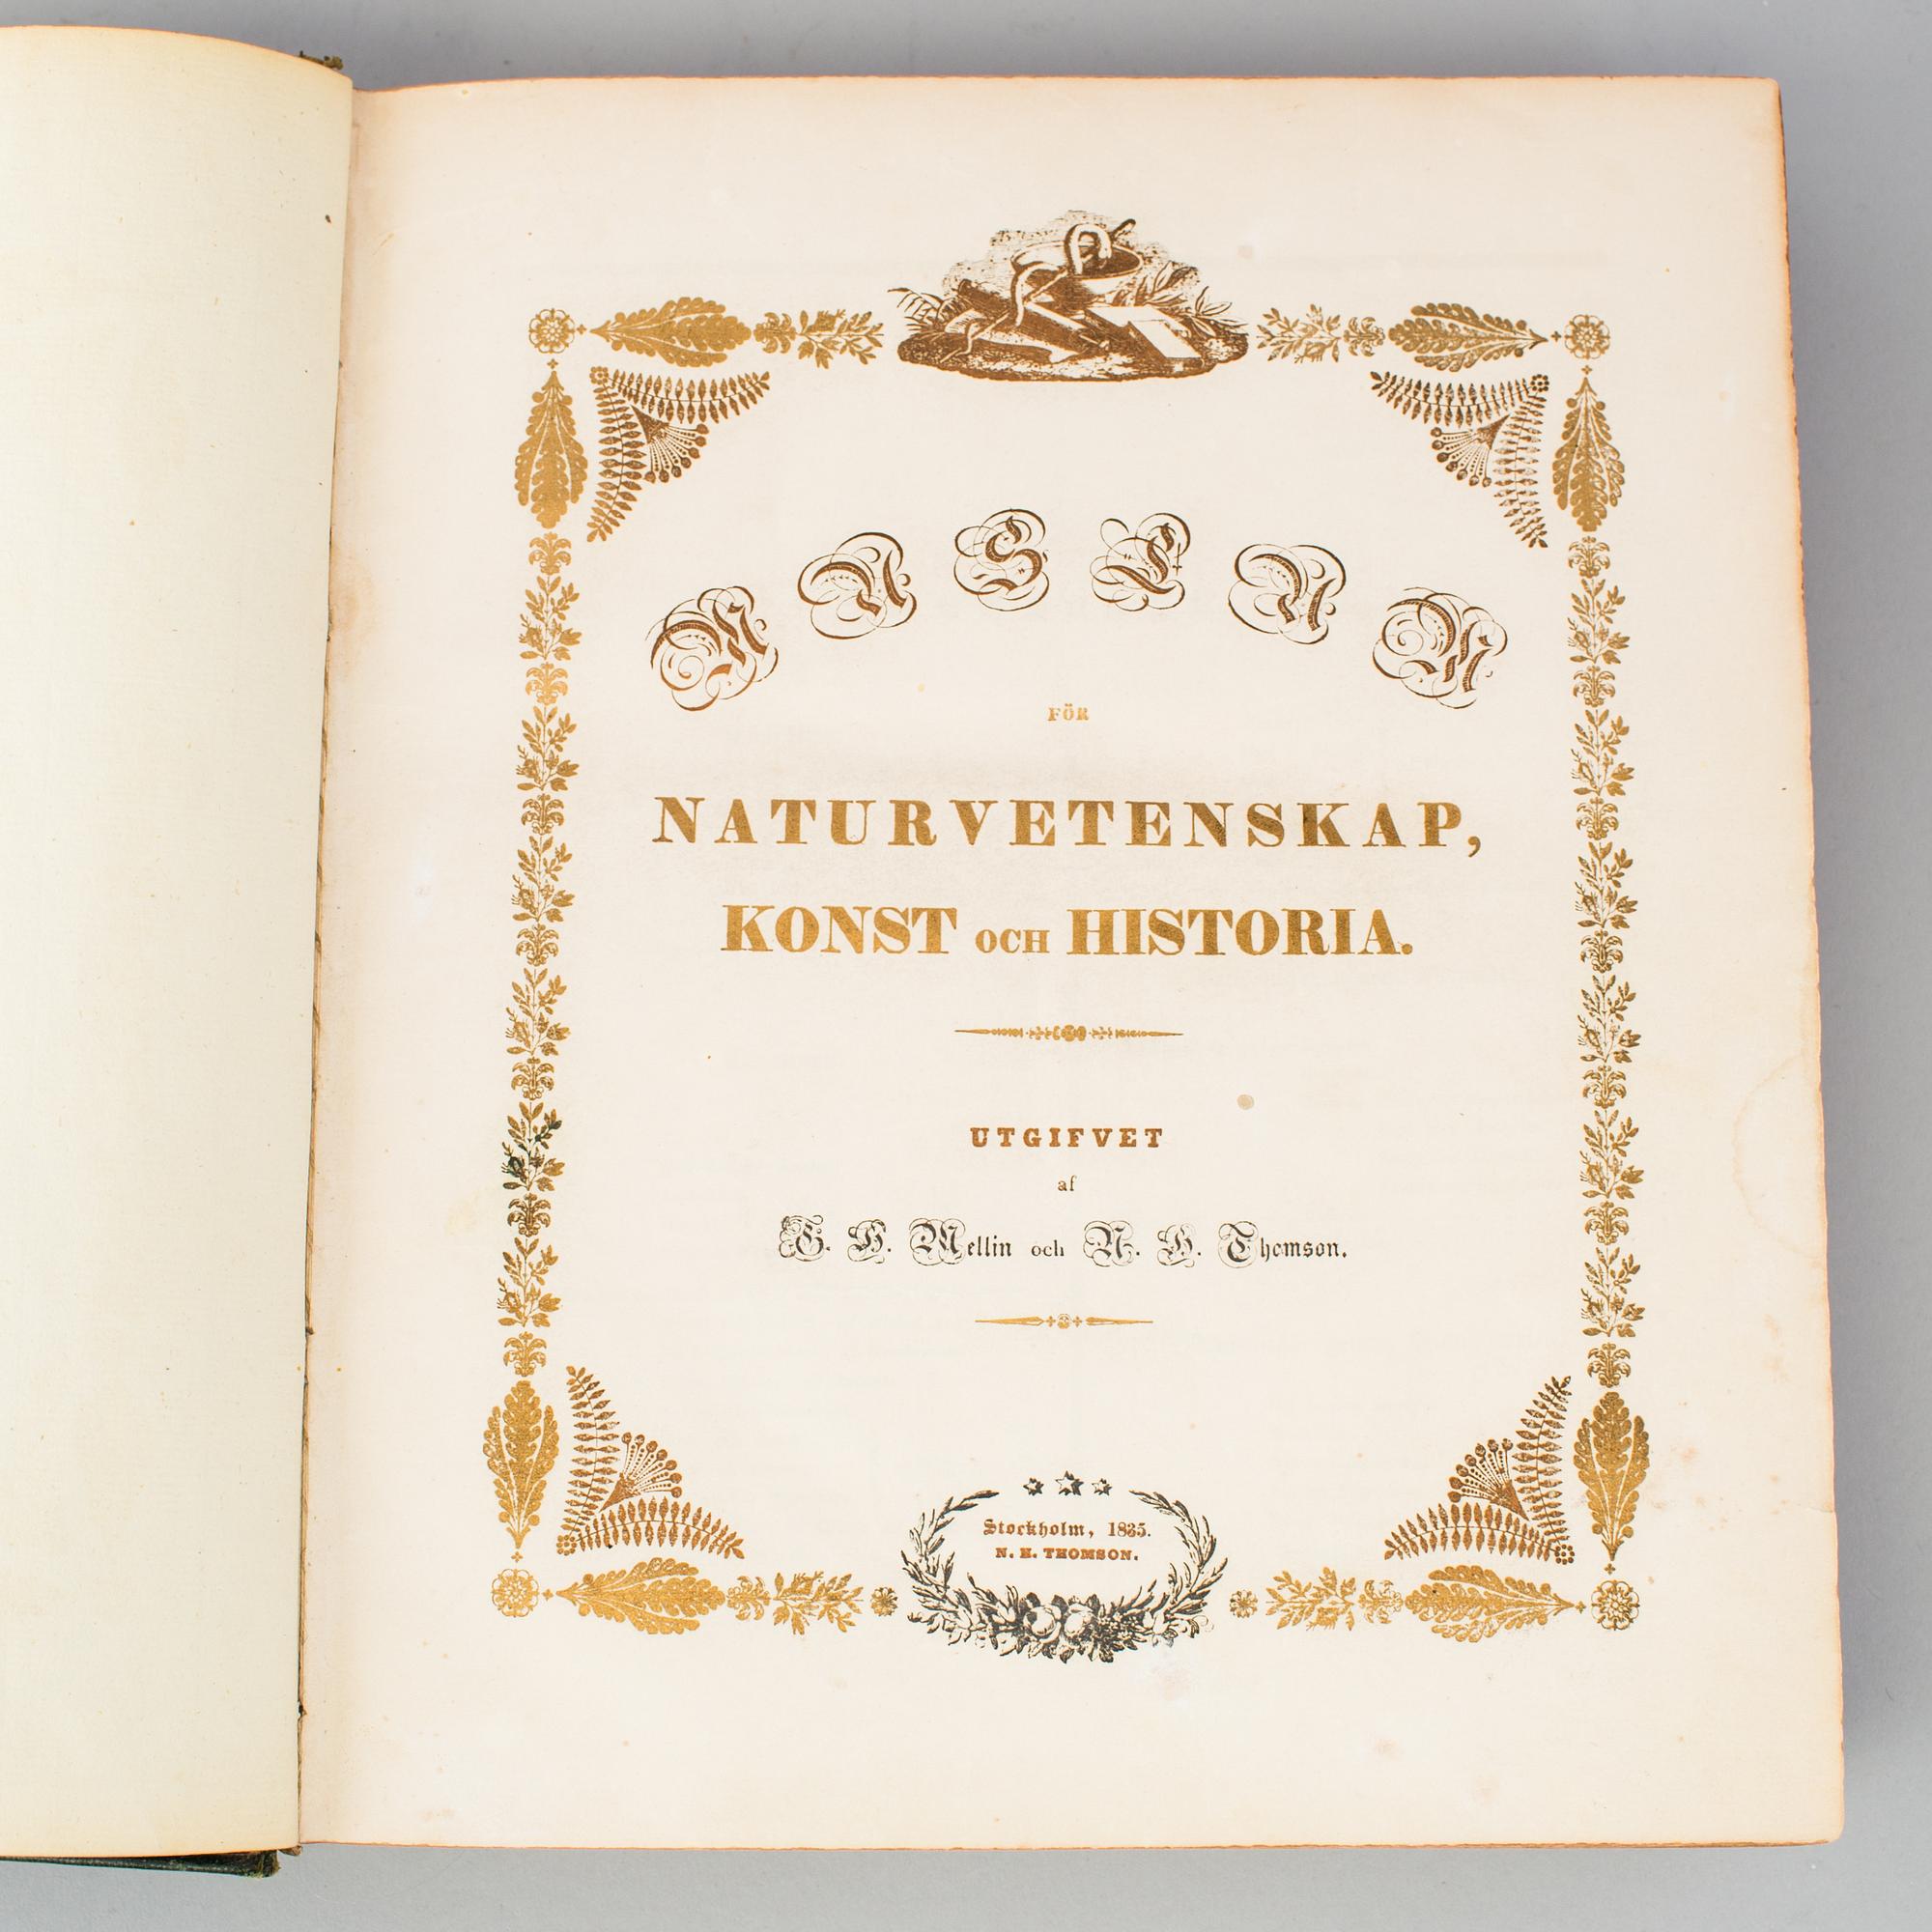 MUSEUM
FÖR
NATURVETENSKAP,
KONST OCH HISTORIA.
UTGIFVET
af
G. H. Mellin och N. H. Thomson.
Stockholm, 1835.
N. H. THOMSON.